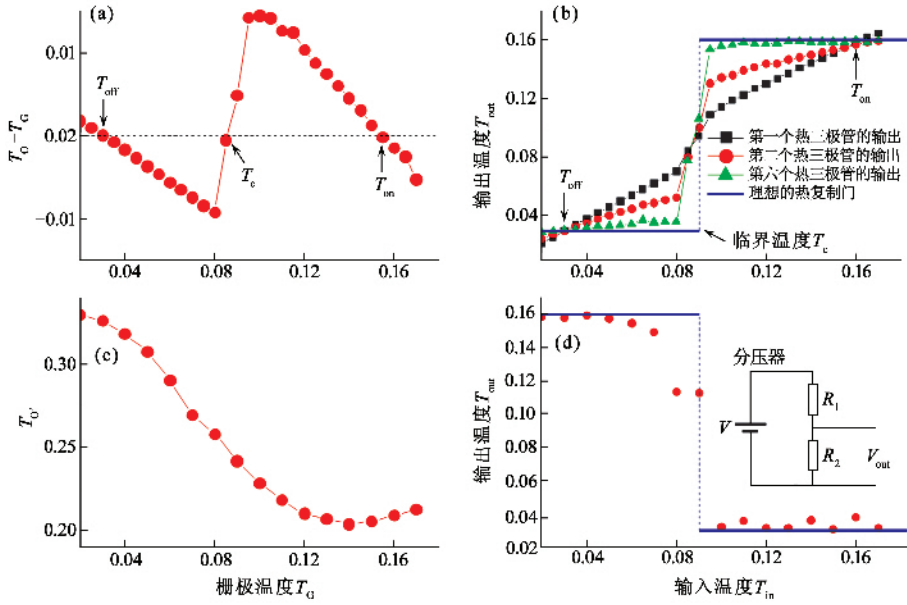 (a)
0.01
0.02
−0.01
T_O−T_G
T_off
T_c
T_on
0.04 0.08 0.12 0.16
(b)
0.16
0.12
0.08
0.04
输出温度T_out
T_on
T_off
第一个热三极管的输出
第二个热三极管的输出
第六个热三极管的输出
理想的热复制门
临界温度T_c
0.04 0.08 0.12 0.16
(c)
0.30
0.25
0.20
T_O'
0.04 0.08 0.12 0.16
栅极温度T_G
(d)
0.16
0.14
0.12
0.10
0.08
0.06
0.04
0.02
输出温度T_out
分压器
V
R_1
R_2
V_out
0.04 0.08 0.12 0.16
输入温度T_in